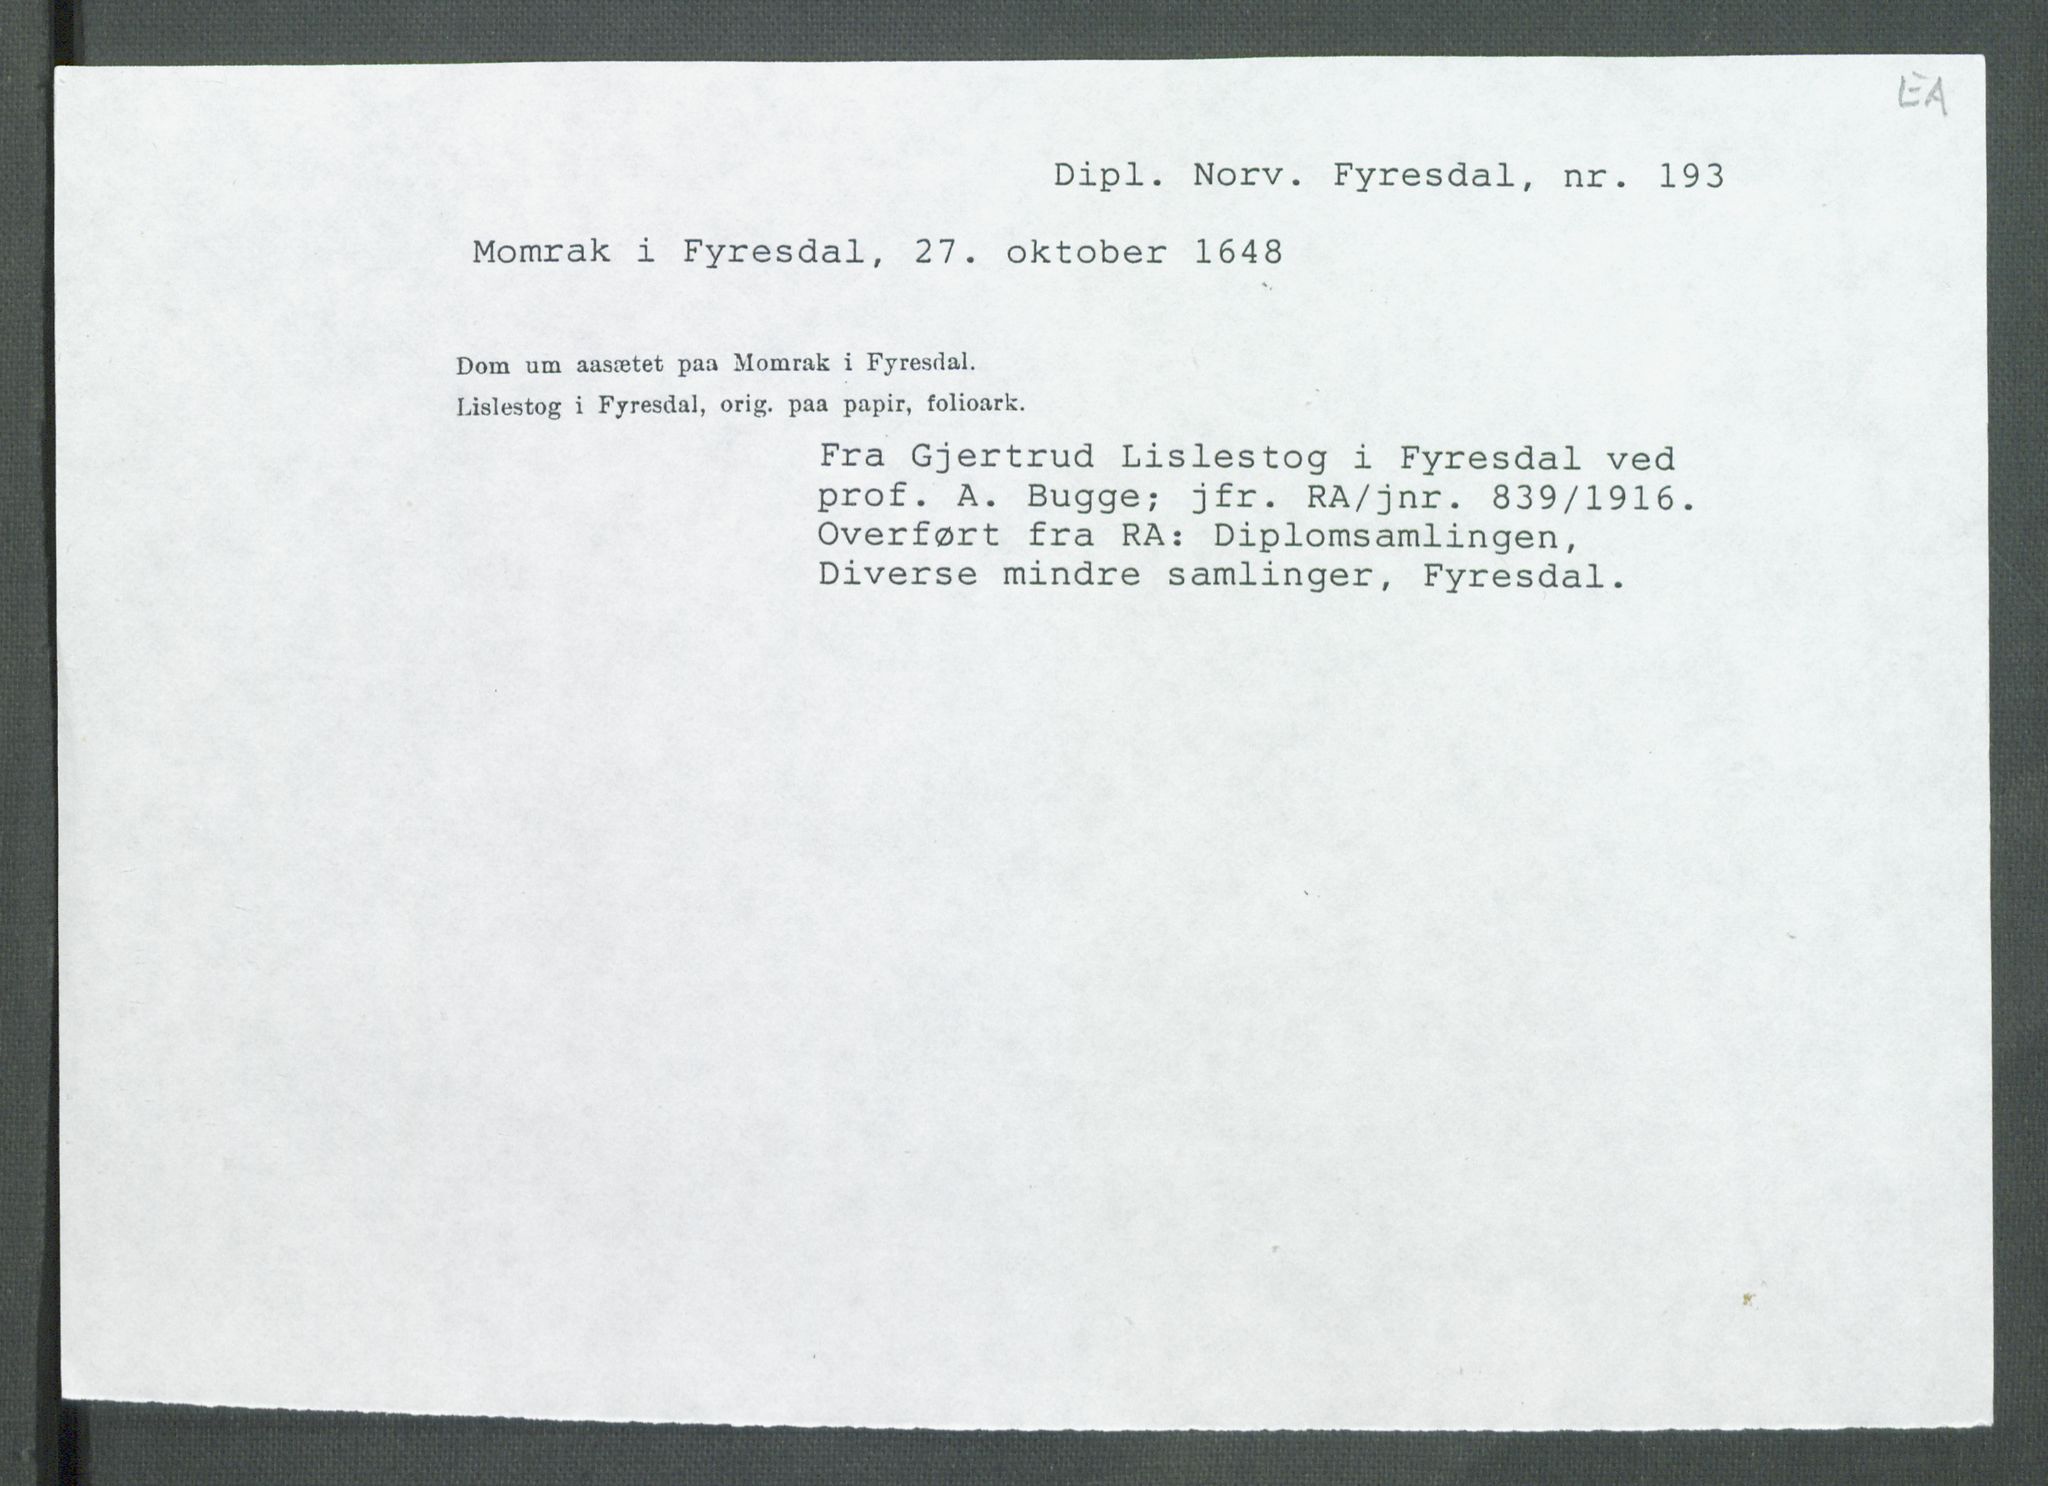 EA
Dipl. Norv. Fyresdal, nr. 193
Momrak i Fyresdal, 27. oktober 1648
Dom um aasætet paa Momrak i Fyresdal.
Lislestog i Fyresdal, orig. paa papir, folioark.
Fra Gjertrud Lislestog i Fyresdal ved
prof. A. Bugge; jfr. RA/jnr. 839/1916.
Overført fra RA: Diplomsamlingen,
Diverse mindre samlinger, Fyresdal.